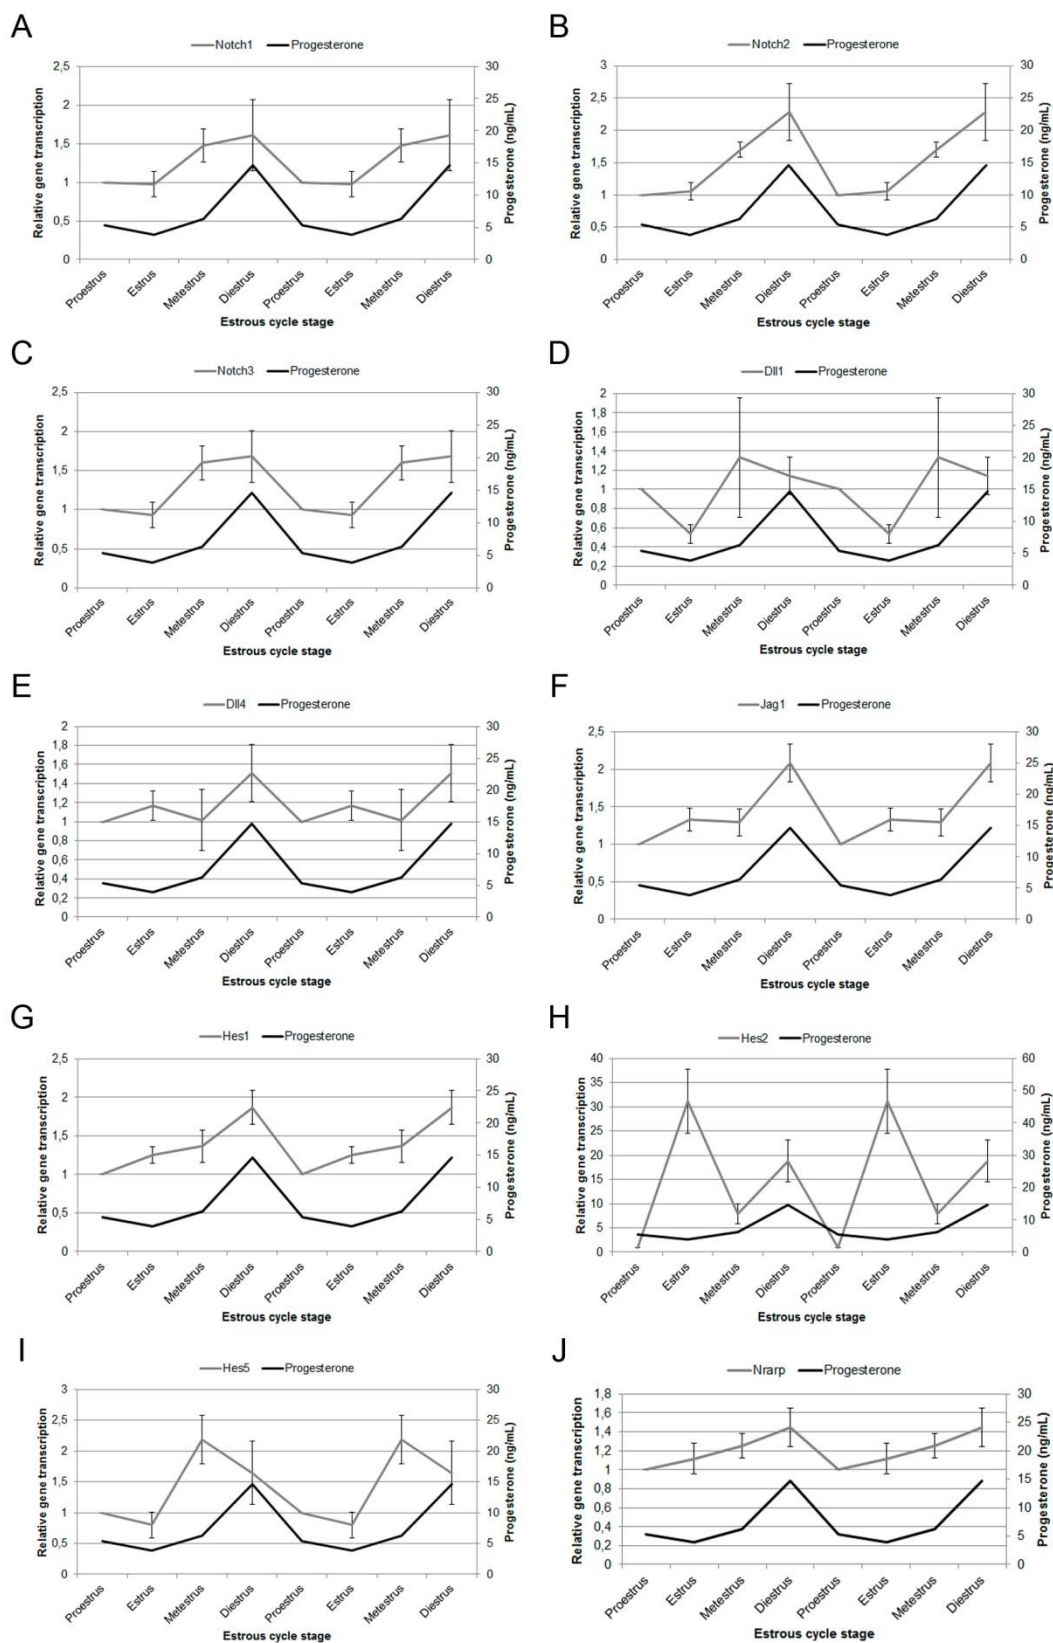 A
Notch1 Progesterone
Relative gene transcription
2,5
2
1,5
1
0,5
0
30
25
20
15
10
5
0
Progesterone (ng/mL)
Proestrus Estrus Metestrus Diestrus Proestrus Estrus Metestrus Diestrus
Estrous cycle stage
B
Notch2 Progesterone
Relative gene transcription
3
2,5
2
1,5
1
0,5
0
30
25
20
15
10
5
0
Progesterone (ng/mL)
Proestrus Estrus Metestrus Diestrus Proestrus Estrus Metestrus Diestrus
Estrous cycle stage
C
Notch3 Progesterone
Relative gene transcription
2,5
2
1,5
1
0,5
0
30
25
20
15
10
5
0
Progesterone (ng/mL)
Proestrus Estrus Metestrus Diestrus Proestrus Estrus Metestrus Diestrus
Estrous cycle stage
D
Dll1 Progesterone
Relative gene transcription
2
1,8
1,6
1,4
1,2
1,0
0,8
0,6
0,4
0,2
0
30
25
20
15
10
5
0
Progesterone (ng/mL)
Proestrus Estrus Metestrus Diestrus Proestrus Estrus Metestrus Diestrus
Estrous cycle stage
E
Dll4 Progesterone
Relative gene transcription
2
1,8
1,6
1,4
1,2
1
0,8
0,6
0,4
0,2
0
30
25
20
15
10
5
0
Progesterone (ng/mL)
Proestrus Estrus Metestrus Diestrus Proestrus Estrus Metestrus Diestrus
Estrous cycle stage
F
Jag1 Progesterone
Relative gene transcription
2,5
2
1,5
1
0,5
0
30
25
20
15
10
5
0
Progesterone (ng/mL)
Proestrus Estrus Metestrus Diestrus Proestrus Estrus Metestrus Diestrus
Estrous cycle stage
G
Hes1 Progesterone
Relative gene transcription
2,5
2
1,5
1
0,5
0
30
25
20
15
10
5
0
Progesterone (ng/mL)
Proestrus Estrus Metestrus Diestrus Proestrus Estrus Metestrus Diestrus
Estrous cycle stage
H
Hes2 Progesterone
Relative gene transcription
40
35
30
25
20
15
10
5
0
60
50
40
30
20
10
0
Progesterone (ng/mL)
Proestrus Estrus Metestrus Diestrus Proestrus Estrus Metestrus Diestrus
Estrous cycle stage
I
Hes5 Progesterone
Relative gene transcription
3
2,5
2
1,5
1
0,5
0
30
25
20
15
10
5
0
Progesterone (ng/mL)
Proestrus Estrus Metestrus Diestrus Proestrus Estrus Metestrus Diestrus
Estrous cycle stage
J
Nrarp Progesterone
Relative gene transcription
1,8
1,6
1,4
1,2
1
0,8
0,6
0,4
0,2
0
30
25
20
15
10
5
0
Progesterone (ng/mL)
Proestrus Estrus Metestrus Diestrus Proestrus Estrus Metestrus Diestrus
Estrous cycle stage